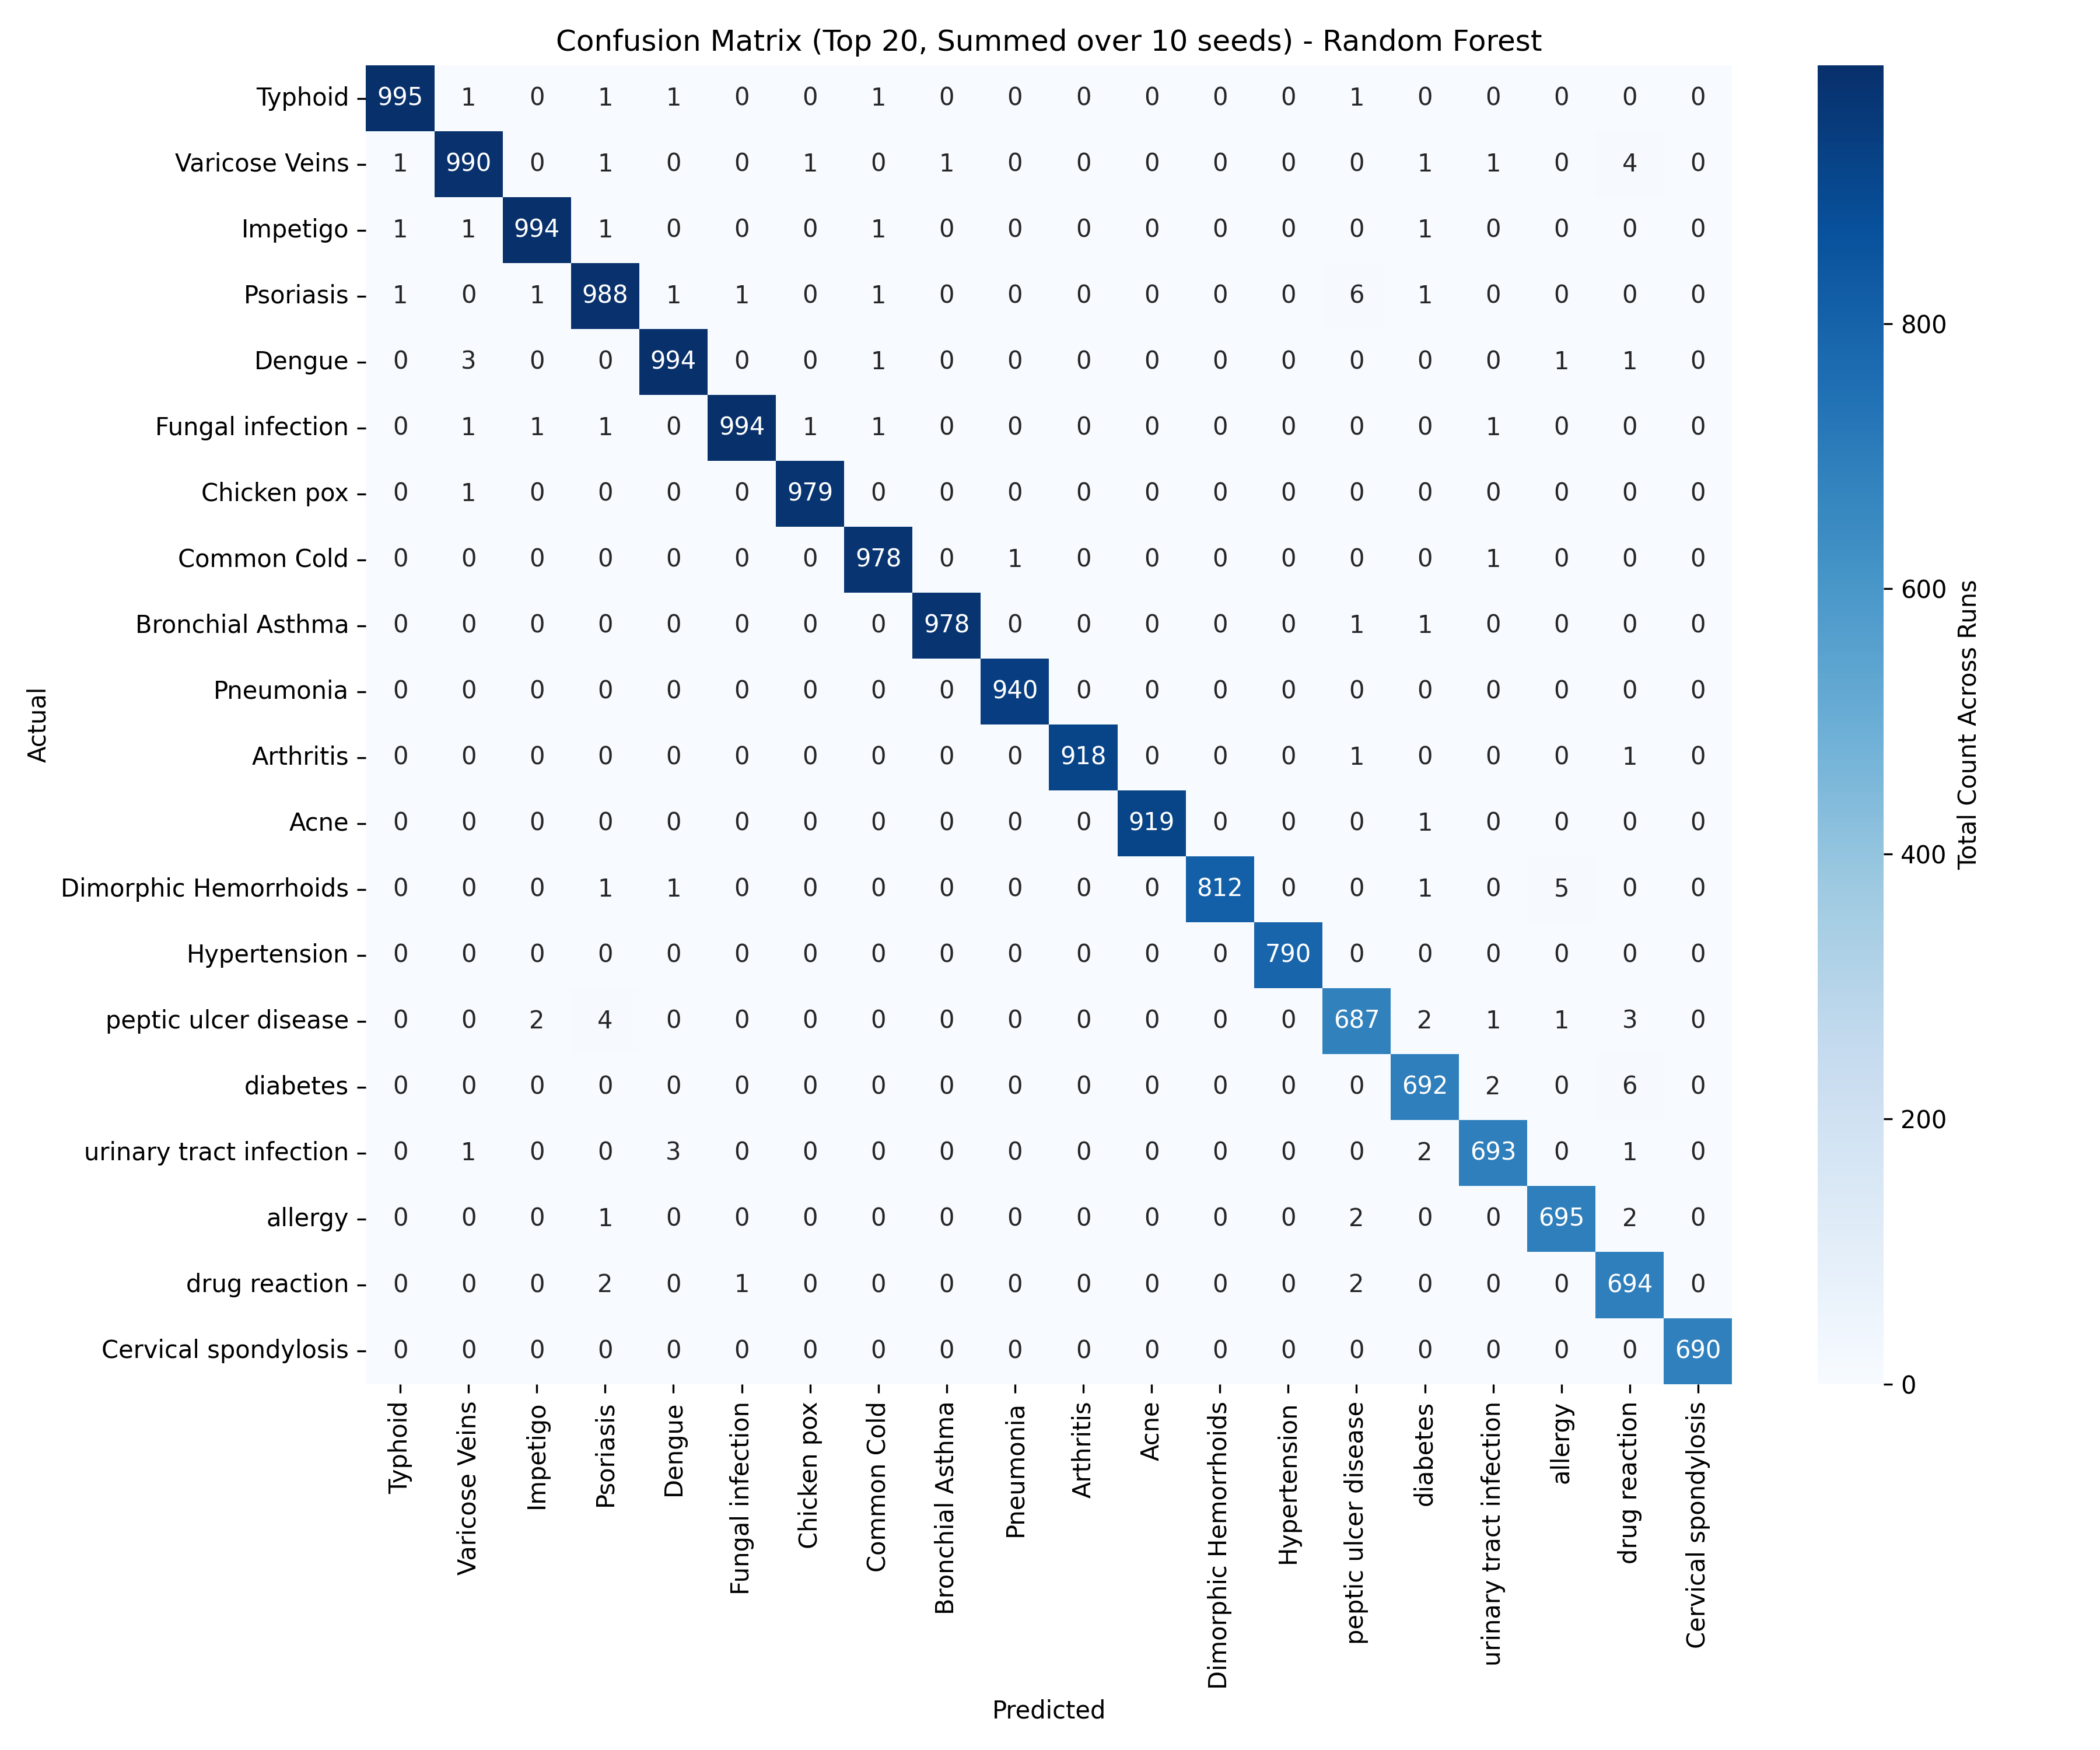 Confusion Matrix (Top 20, Summed over 10 seeds) - Random Forest
Typhoid 995 1 0 1 1 0 0 1 0 0 0 0 0 0 1 0 0 0 0 0
Varicose Veins 1 990 0 1 0 0 1 0 1 0 0 0 0 0 0 1 1 0 4 0
Impetigo 1 1 994 1 0 0 0 1 0 0 0 0 0 0 0 1 0 0 0 0
Psoriasis 1 0 1 988 1 1 0 1 0 0 0 0 0 0 6 1 0 0 0 0
Dengue 0 3 0 0 994 0 0 1 0 0 0 0 0 0 0 0 0 1 1 0
Fungal infection 0 1 1 1 0 994 1 1 0 0 0 0 0 0 0 0 1 0 0 0
Chicken pox 0 1 0 0 0 0 979 0 0 0 0 0 0 0 0 0 0 0 0 0
Common Cold 0 0 0 0 0 0 0 978 0 1 0 0 0 0 0 0 1 0 0 0
Bronchial Asthma 0 0 0 0 0 0 0 0 978 0 0 0 0 0 1 1 0 0 0 0
Pneumonia 0 0 0 0 0 0 0 0 0 940 0 0 0 0 0 0 0 0 0 0
Arthritis 0 0 0 0 0 0 0 0 0 0 918 0 0 0 1 0 0 0 1 0
Acne 0 0 0 0 0 0 0 0 0 0 0 919 0 0 0 1 0 0 0 0
Dimorphic Hemorrhoids 0 0 0 1 1 0 0 0 0 0 0 0 812 0 0 1 0 5 0 0
Hypertension 0 0 0 0 0 0 0 0 0 0 0 0 0 790 0 0 0 0 0 0
peptic ulcer disease 0 0 2 4 0 0 0 0 0 0 0 0 0 0 687 2 1 1 3 0
diabetes 0 0 0 0 0 0 0 0 0 0 0 0 0 0 0 692 2 0 6 0
urinary tract infection 0 1 0 0 3 0 0 0 0 0 0 0 0 0 0 2 693 0 1 0
allergy 0 0 0 1 0 0 0 0 0 0 0 0 0 0 2 0 0 695 2 0
drug reaction 0 0 0 2 0 1 0 0 0 0 0 0 0 0 2 0 0 0 694 0
Cervical spondylosis 0 0 0 0 0 0 0 0 0 0 0 0 0 0 0 0 0 0 0 690
Actual
Typhoid
Varicose Veins
Impetigo
Psoriasis
Dengue
Fungal infection
Chicken pox
Common Cold
Bronchial Asthma
Pneumonia
Arthritis
Acne
Dimorphic Hemorrhoids
Hypertension
peptic ulcer disease
diabetes
urinary tract infection
allergy
drug reaction
Cervical spondylosis
Predicted
800
600
400
200
0
Total Count Across Runs